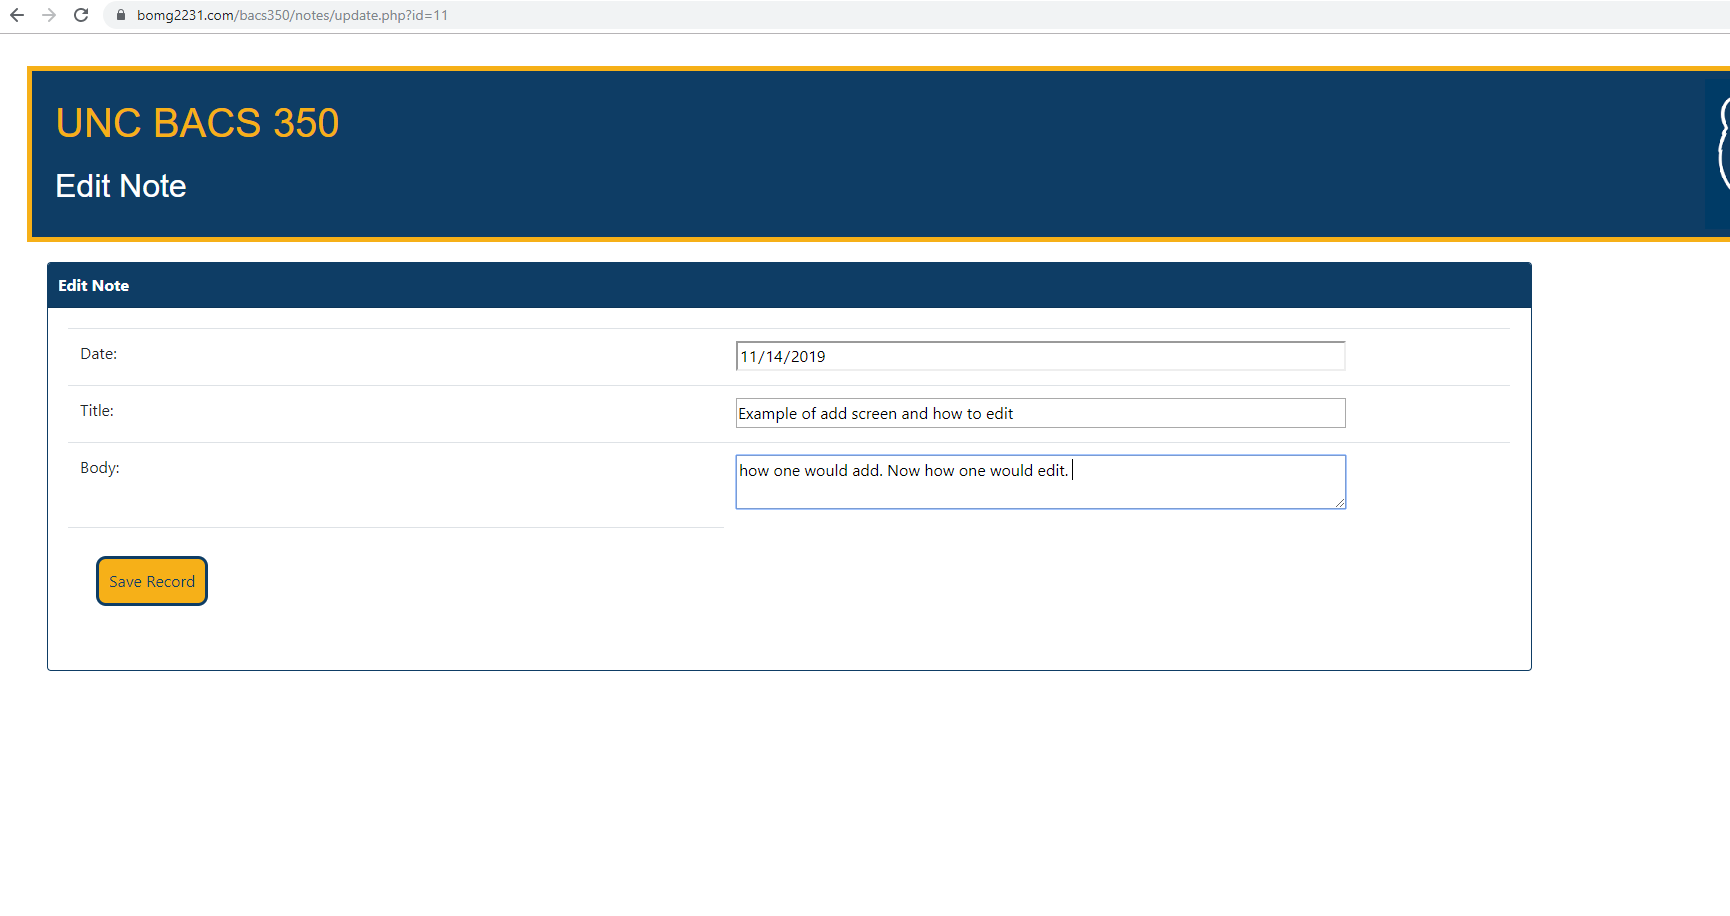 bomg2231.com/bacs350/notes/update.php?id=11
UNC BACS 350
Edit Note
Edit Note
Date:
11/14/2019
Title:
Example of add screen and how to edit
Body:
how one would add. Now how one would edit.
Save Record